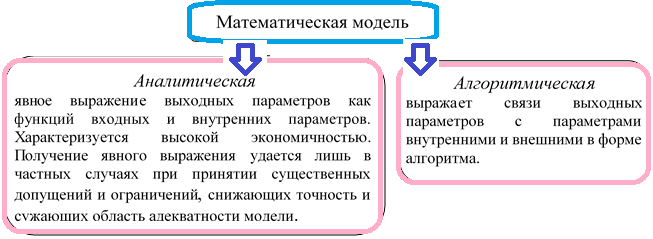 Математическая модель
Аналитическая
явное выражение выходных параметров как
функций входных и внутренних параметров.
Характеризуется высокой экономичностью.
Получение явного выражения удается лишь в
частных случаях при принятии существенных
допущений и ограничений, снижающих точность и
сужающих область адекватности модели.
Алгоритмическая
выражает связи выходных
параметров с параметрами
внутренними и внешними в форме
алгоритма.